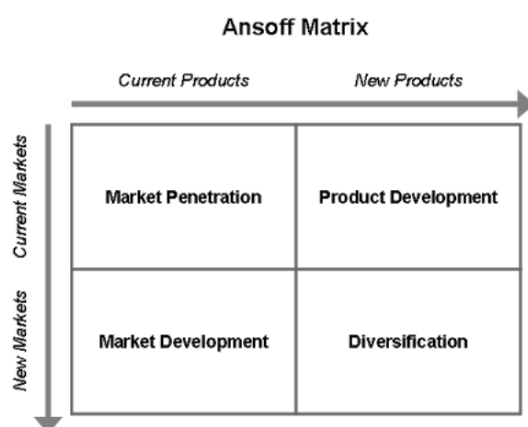 Ansoff Matrix
Current Products
New Products
Current Markets
Market Penetration
Product Development
New Markets
Market Development
Diversification